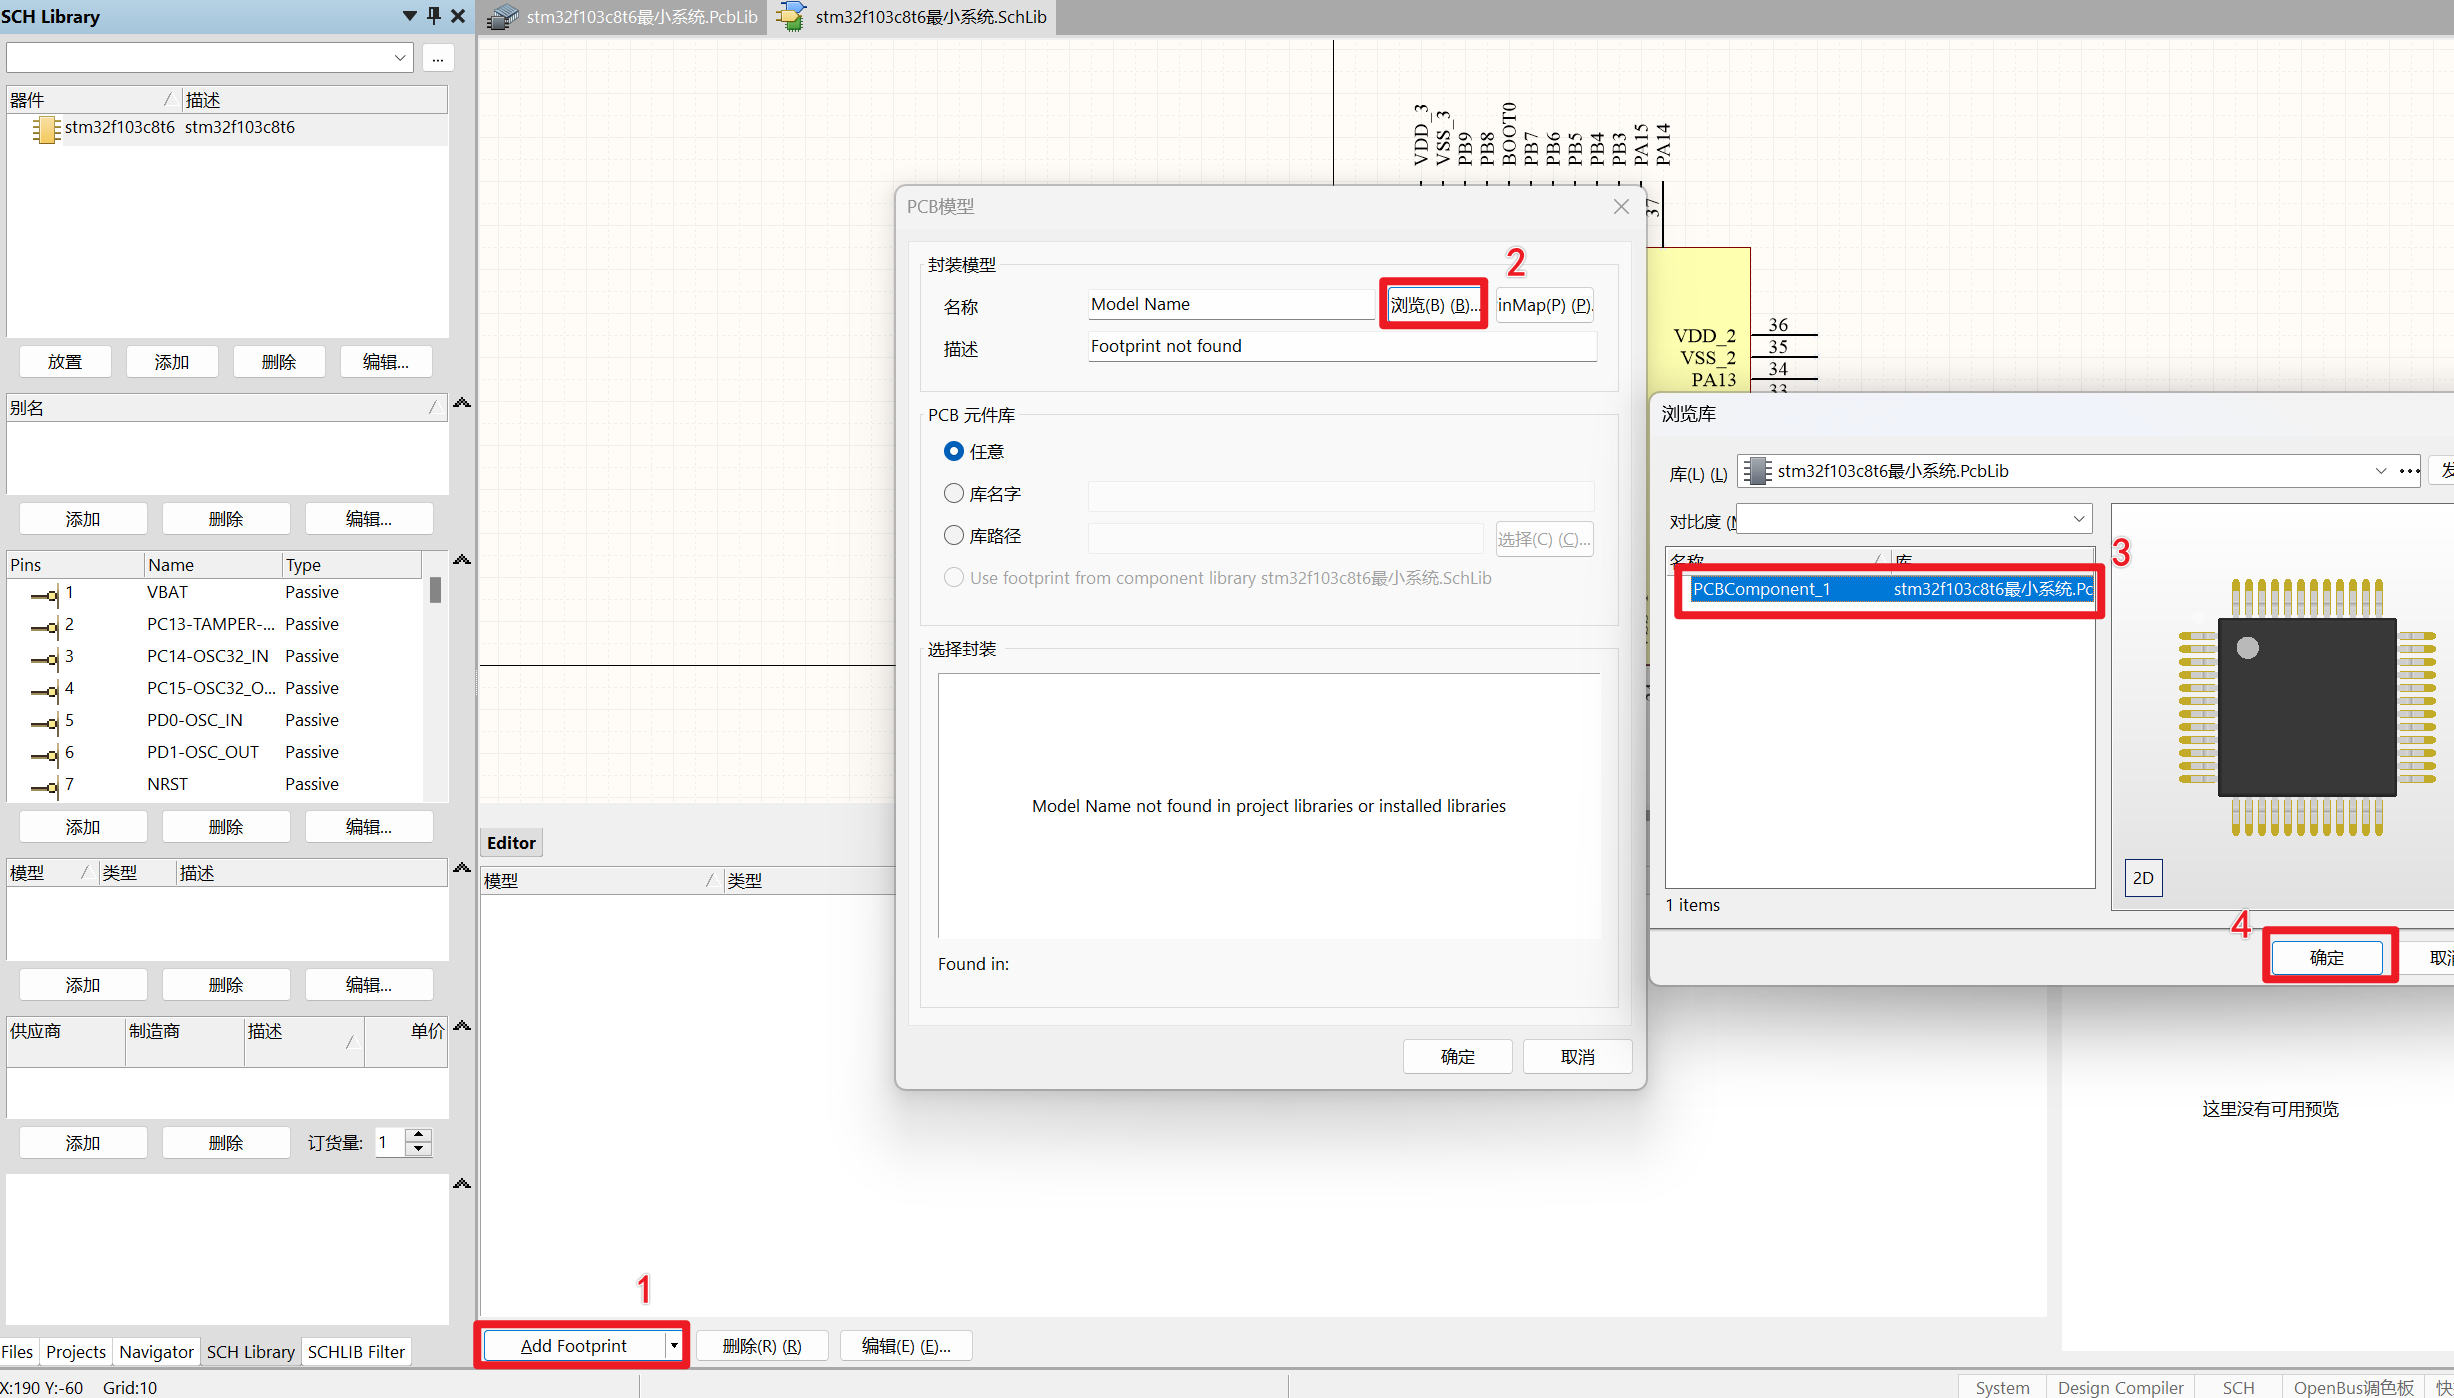 SCH Library
stm32f103c8t6最小系统.PcbLib
stm32f103c8t6最小系统.SchLib
...
器件 描述
stm32f103c8t6 stm32f103c8t6
放置 添加 删除 编辑...
别名
添加 删除 编辑...
Pins Name Type
1 VBAT Passive
2 PC13-TAMPER-... Passive
3 PC14-OSC32_IN Passive
4 PC15-OSC32_O... Passive
5 PD0-OSC_IN Passive
6 PD1-OSC_OUT Passive
7 NRST Passive
添加 删除 编辑...
模型 类型 描述
添加 删除 编辑...
供应商 制造商 描述 单价
添加 删除 订货量: 1
Files Projects Navigator SCH Library SCHLIB Filter
X:190 Y:-60 Grid:10
VDD_3
VSS_3
PB9
PB8
BOOT0
PB7
PB6
PB5
PB4
PB3
PA15
PA14
37
VDD_2 36
VSS_2 35
PA13 34
33
PCB模型
封装模型
2
名称 Model Name 浏览(B) (B)... inMap(P) (P).
描述 Footprint not found
PCB 元件库
任意
库名字
库路径 选择(C) (C)...
Use footprint from component library stm32f103c8t6最小系统.SchLib
选择封装
Model Name not found in project libraries or installed libraries
Found in:
确定 取消
浏览库
库(L) (L) stm32f103c8t6最小系统.PcbLib ...
对比度
名称 库
3
PCBComponent_1 stm32f103c8t6最小系统.Pc
2D
1 items
4
确定 取消
Editor
模型 类型
这里没有可用预览
1
Add Footprint 删除(R) (R) 编辑(E) (E)...
System Design Compiler SCH OpenBus调色板 快